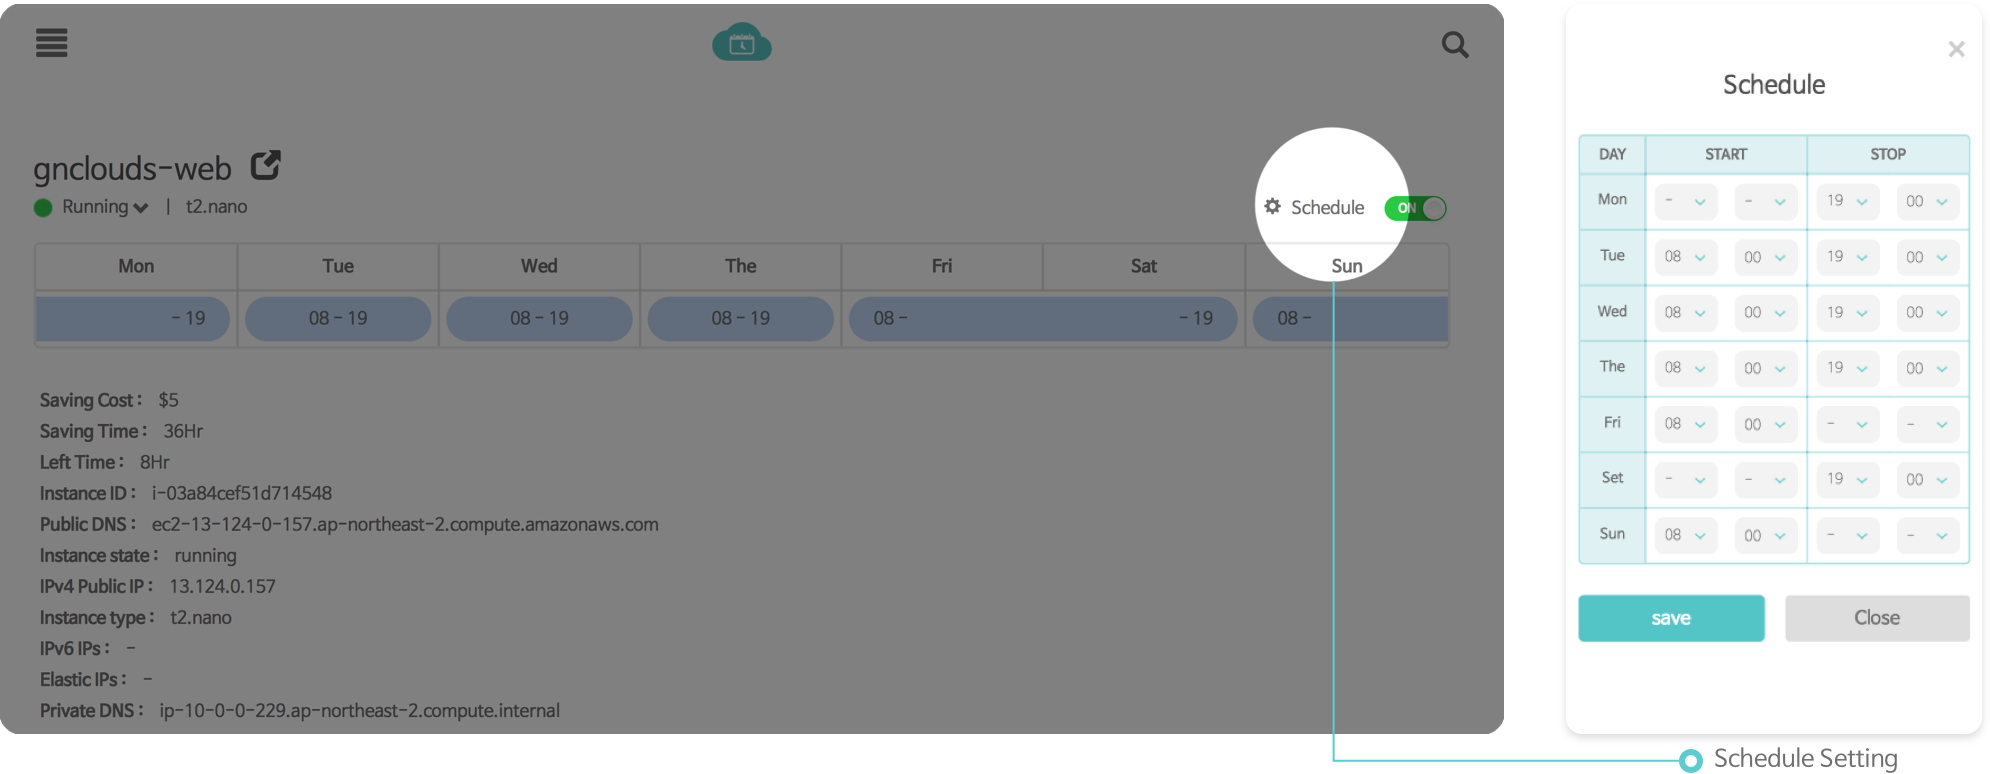 gnclouds-web
Running | t2.nano
Schedule ON
Mon Tue Wed The Fri Sat Sun
- 19 08 - 19 08 - 19 08 - 19 08 - - 19 08 -
Saving Cost : $5
Saving Time : 36Hr
Left Time : 8Hr
Instance ID : i-03a84cef51d714548
Public DNS : ec2-13-124-0-157.ap-northeast-2.compute.amazonaws.com
Instance state : running
IPv4 Public IP : 13.124.0.157
Instance type : t2.nano
IPv6 IPs : -
Elastic IPs : -
Private DNS : ip-10-0-0-229.ap-northeast-2.compute.internal
Schedule
DAY START STOP
Mon - - 19 00
Tue 08 00 19 00
Wed 08 00 19 00
The 08 00 19 00
Fri 08 00 - -
Set - - 19 00
Sun 08 00 - -
save Close
Schedule Setting